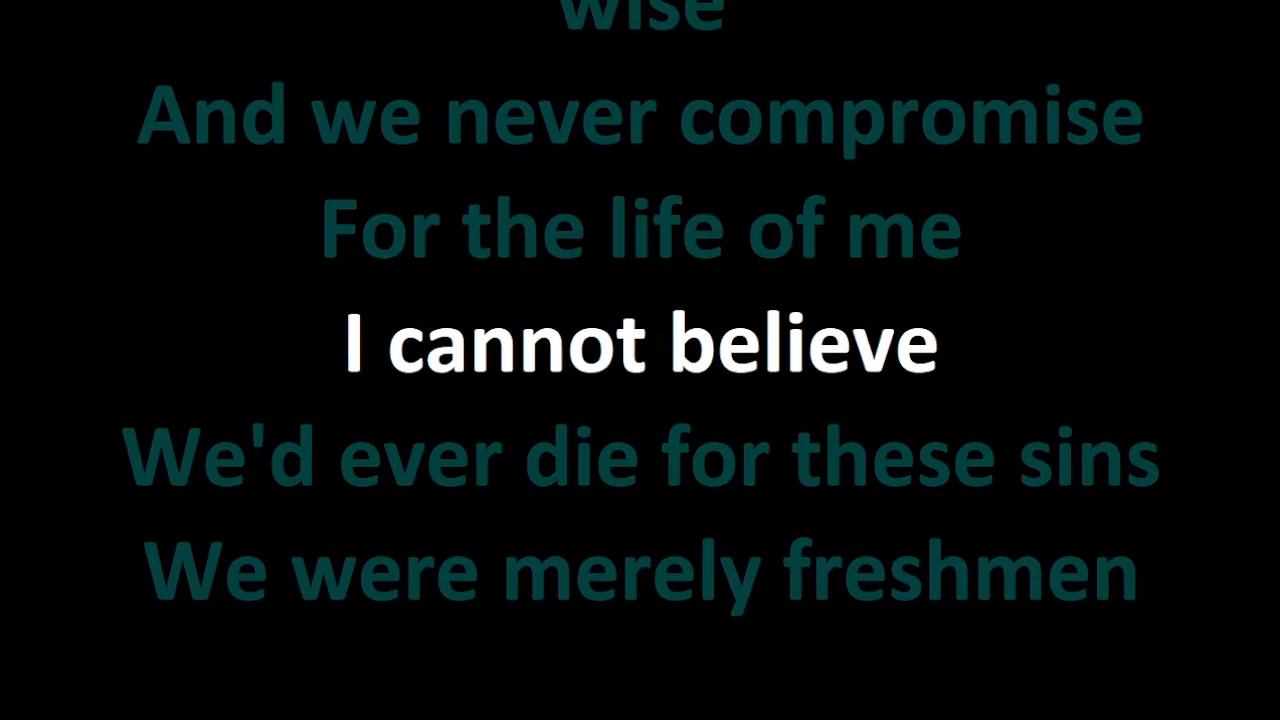 wise
And we never compromise
For the life of me
I cannot believe
We'd ever die for these sins
We were merely freshmen